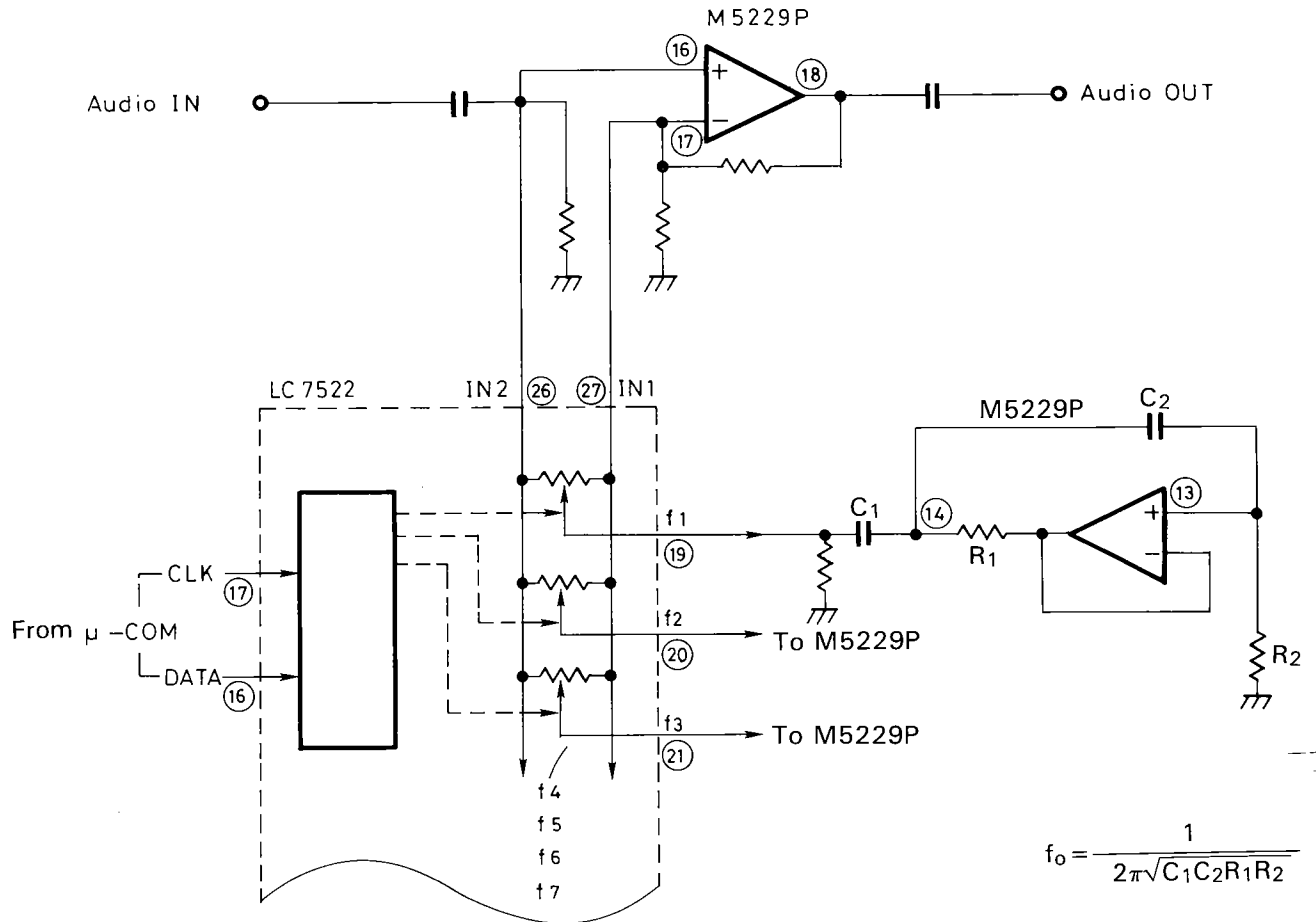 M5229P
16
+
18
Audio IN
Audio OUT
−
17
LC7522
IN2 26 27 IN1
M5229P
C2
f1
19
C1
14
R1
13
+
−
CLK
17
f2
20
To M5229P
From μ-COM
R2
DATA
16
f3
21
To M5229P
f4
f5
f6
f7
fo = 1 / 2π√C1C2R1R2